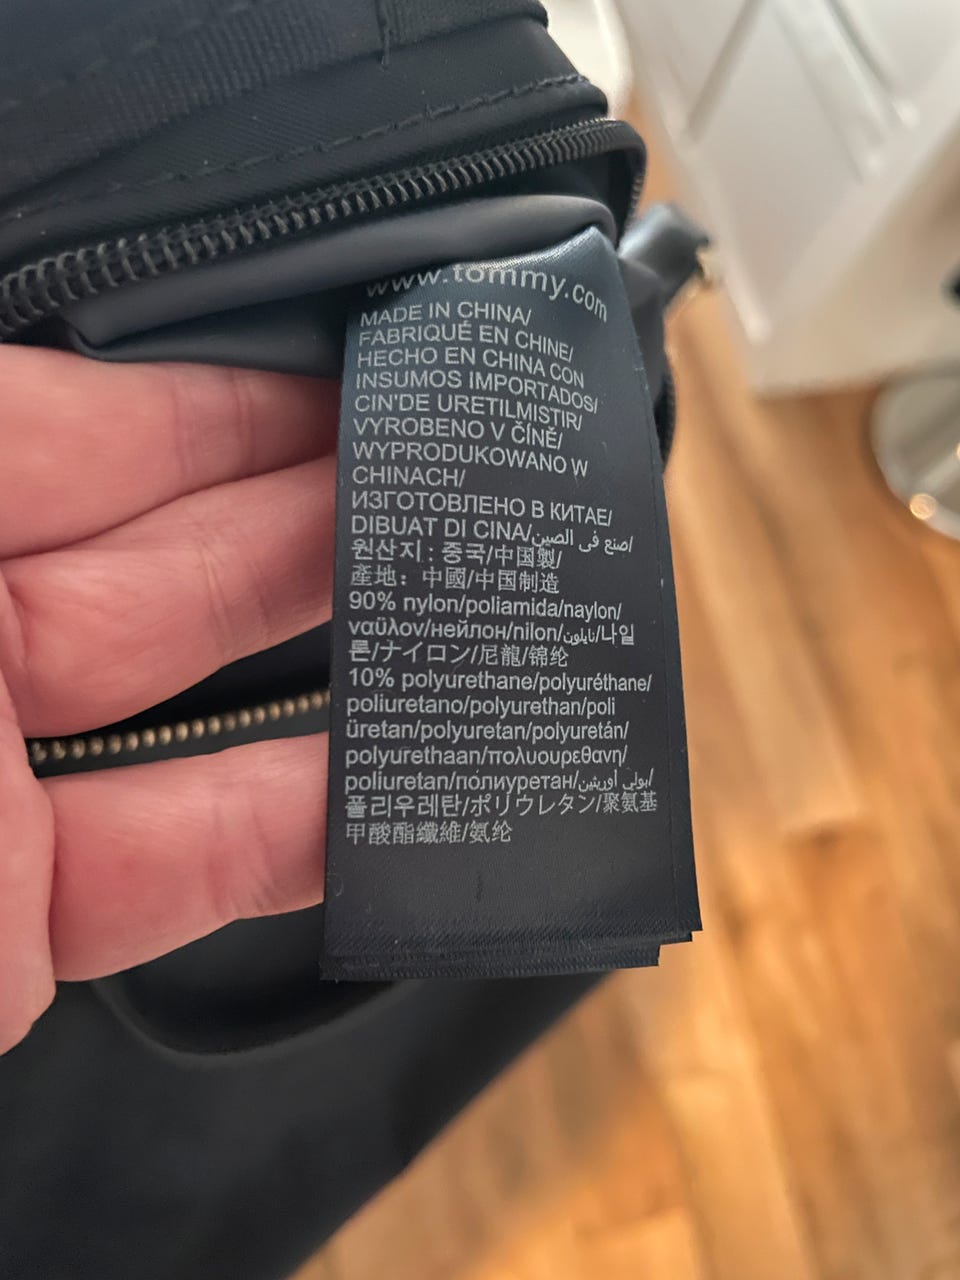 www.tommy.com
MADE IN CHINA/
FABRIQUÉ EN CHINE/
HECHO EN CHINA CON
INSUMOS IMPORTADOS/
CIN'DE URETILMISTIR/
VYROBENO V ČÍNĚ/
WYPRODUKOWANO W
CHINACH/
ИЗГОТОВЛЕНО В КИТАЕ/
DIBUAT DI CINA/صنع في الصين/
원산지 : 중국/中国製/
產地：中國/中国制造
90% nylon/poliamida/naylon/
ναϋλον/нейлон/nilon/نايلون/나일
론/ナイロン/尼龍/锦纶
10% polyurethane/polyuréthane/
poliuretano/polyurethan/poli
üretan/polyuretan/polyuretán/
polyurethaan/πολυουρεθανη/
poliuretan/полиуретан/بولي أوريثين/
폴리우레탄/ポリウレタン/聚氨基
甲酸酯纖維/氨纶